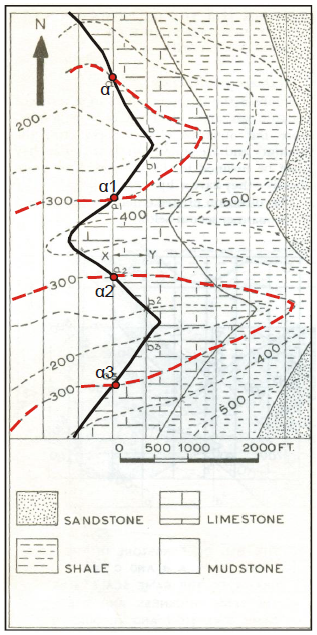 N
α
200
500
α1
300
400
X
Y
300
α2
200
400
α3
300
500
0 500 1000 2000 FT.
SANDSTONE LIMESTONE
SHALE MUDSTONE